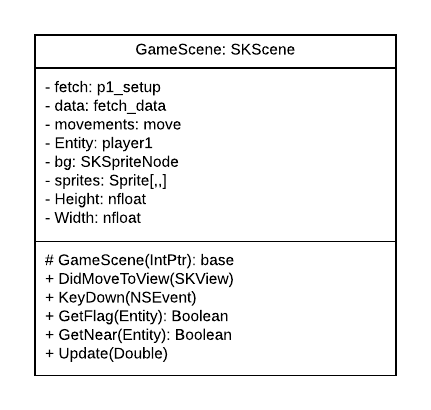 GameScene: SKScene
- fetch: p1_setup
- data: fetch_data
- movements: move
- Entity: player1
- bg: SKSpriteNode
- sprites: Sprite[,,]
- Height: nfloat
- Width: nfloat
# GameScene(IntPtr): base
+ DidMoveToView(SKView)
+ KeyDown(NSEvent)
+ GetFlag(Entity): Boolean
+ GetNear(Entity): Boolean
+ Update(Double)